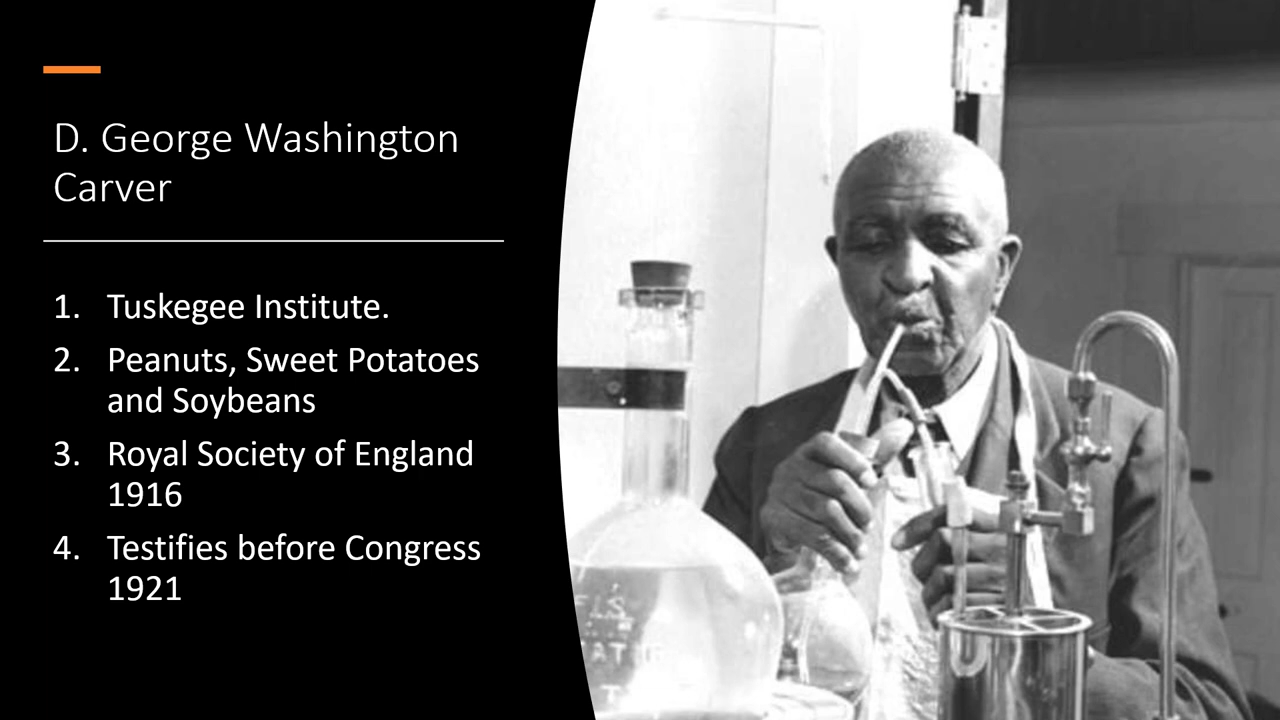 D. George Washington
Carver
1. Tuskegee Institute.
2. Peanuts, Sweet Potatoes
and Soybeans
3. Royal Society of England
1916
4. Testifies before Congress
1921